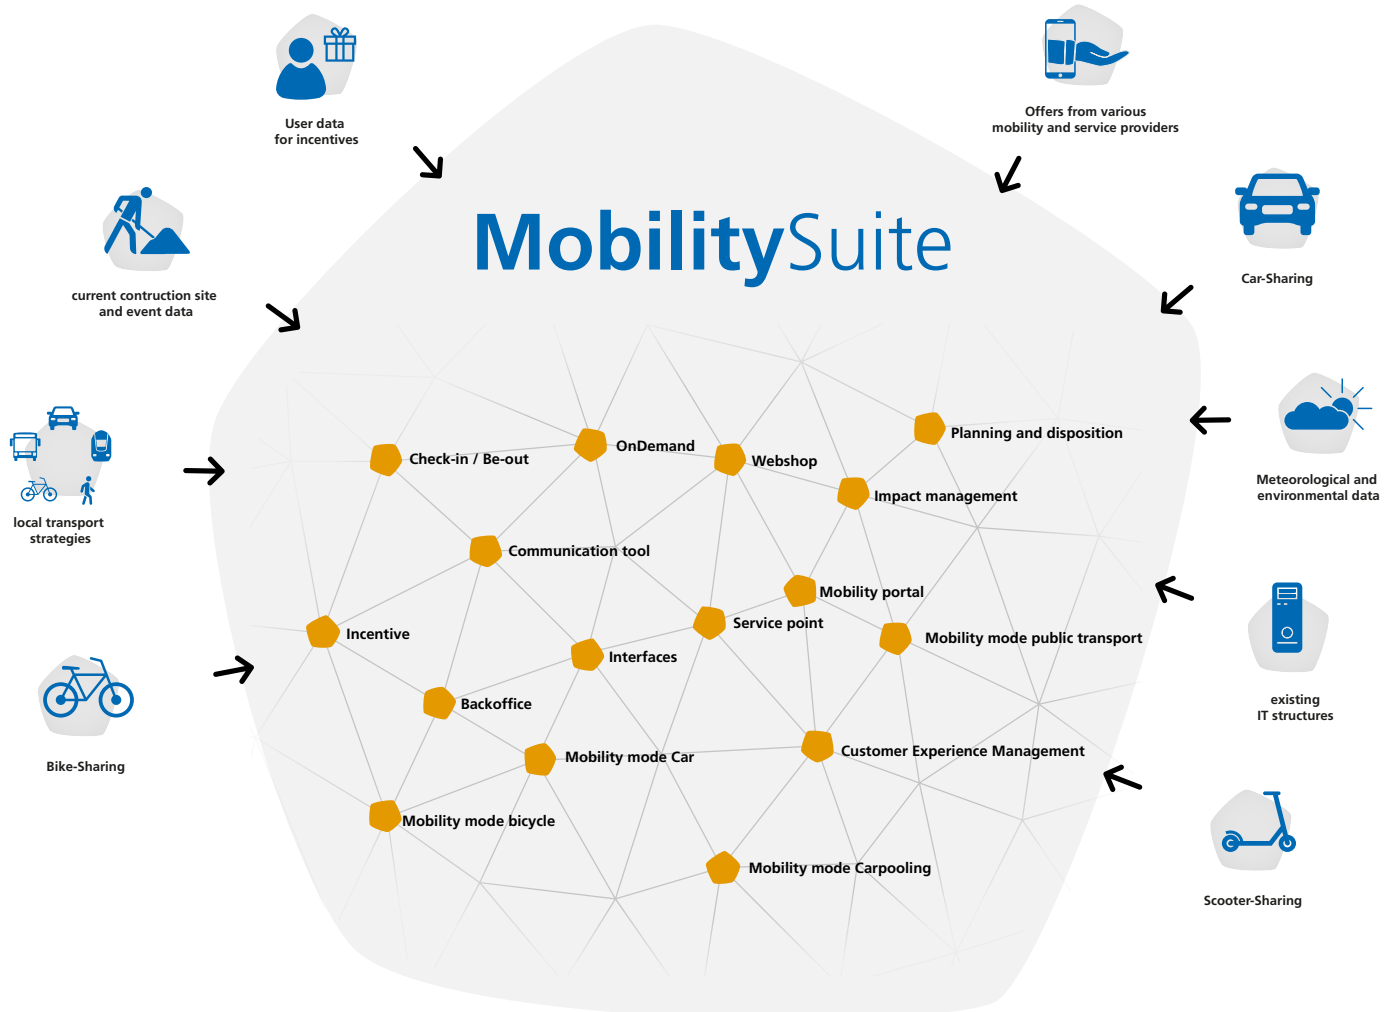 User data
for incentives
Offers from various
mobility and service providers
MobilitySuite
current contruction site
and event data
Car-Sharing
local transport
strategies
Meteorological and
environmental data
Bike-Sharing
existing
IT structures
Scooter-Sharing
Planning and disposition
OnDemand
Check-in / Be-out
Webshop
Impact management
Communication tool
Mobility portal
Service point
Incentive
Mobility mode public transport
Interfaces
Backoffice
Customer Experience Management
Mobility mode Car
Mobility mode bicycle
Mobility mode Carpooling